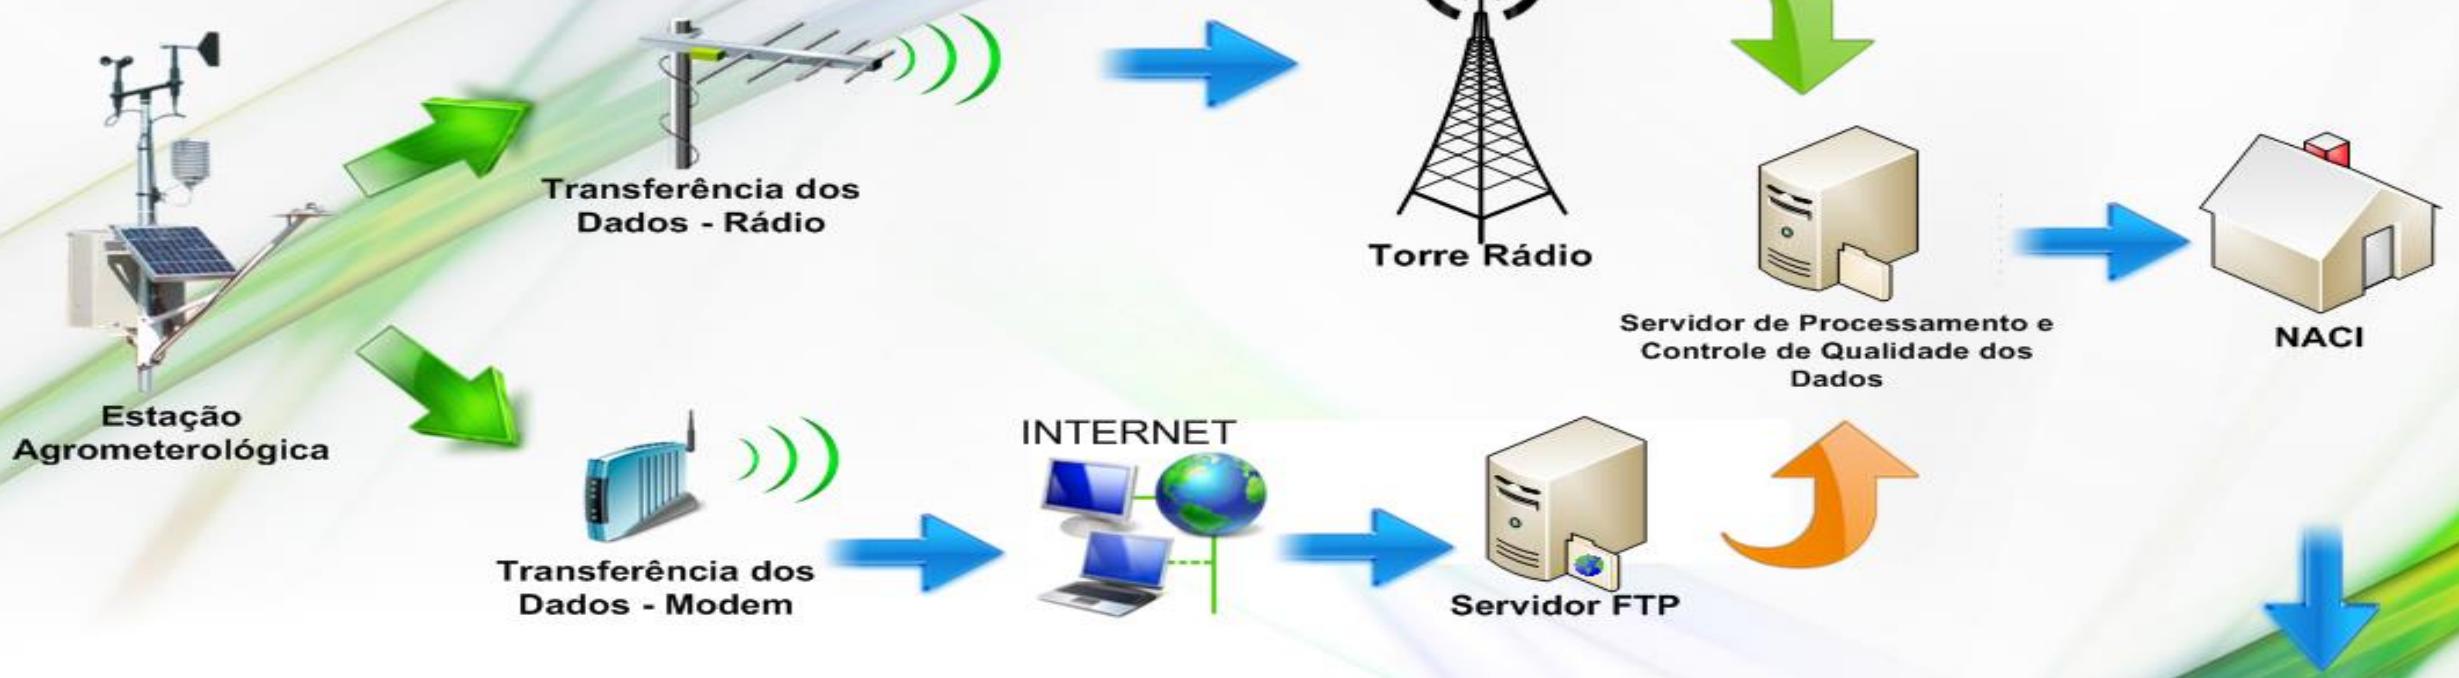 Transferência dos
Dados - Rádio
Torre Rádio
Servidor de Processamento e
Controle de Qualidade dos
Dados
NACI
Estação
Agrometerológica
INTERNET
Transferência dos
Dados - Modem
Servidor FTP